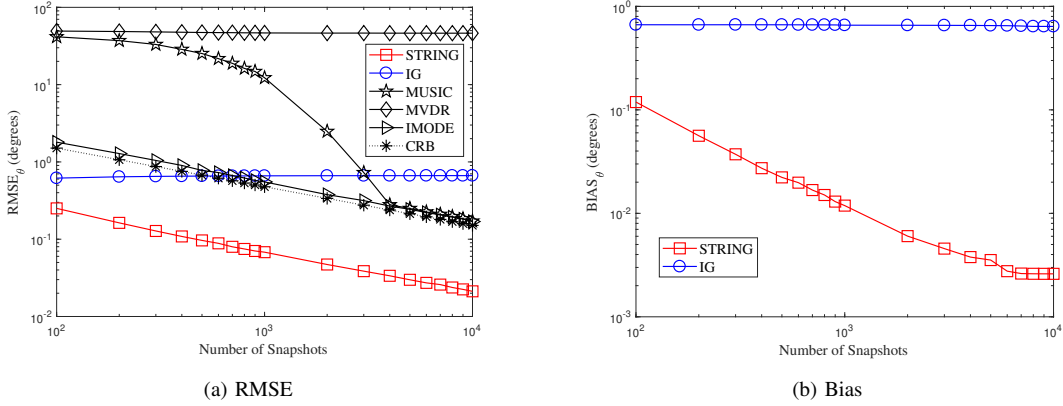 10^2
10^1
10^0
10^-1
10^-2
RMSE_θ (degrees)
10^2
10^3
10^4
Number of Snapshots
STRING
IG
MUSIC
MVDR
IMODE
CRB
(a) RMSE
10^0
10^-1
10^-2
10^-3
BIAS_θ (degrees)
10^2
10^3
10^4
Number of Snapshots
STRING
IG
(b) Bias